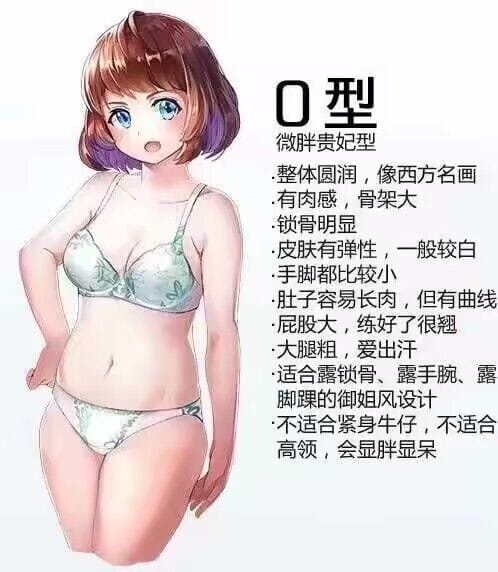 O型
微胖贵妃型
·整体圆润，像西方名画
·有肉感，骨架大
·锁骨明显
·皮肤有弹性，一般较白
·手脚都比较小
·肚子容易长肉，但有曲线
·屁股大，练好了很翘
·大腿粗，爱出汗
·适合露锁骨、露手腕、露
脚踝的御姐风设计
·不适合紧身牛仔，不适合
高领，会显胖显呆